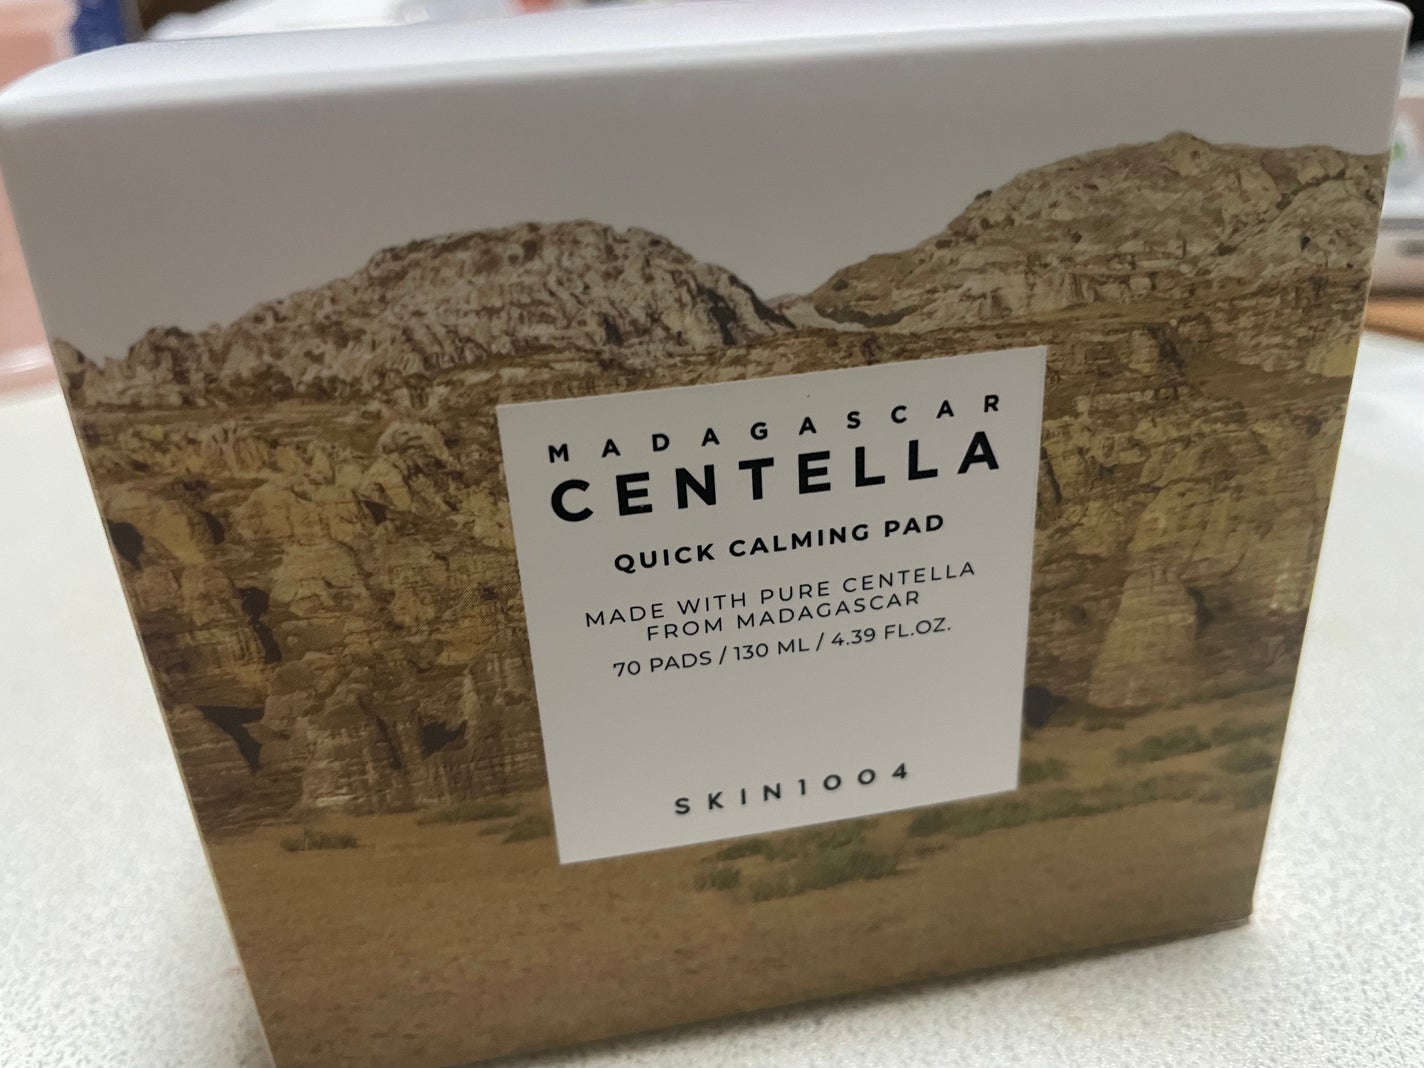 MADAGASCAR
CENTELLA
QUICK CALMING PAD
MADE WITH PURE CENTELLA
FROM MADAGASCAR
70 PADS / 130 ML / 4.39 FL.OZ.
SKIN1004